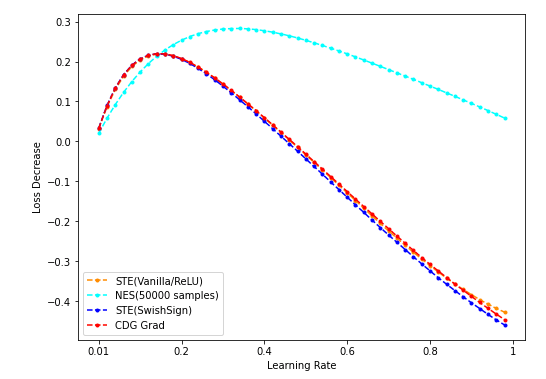 0.3
0.2
0.1
0.0
−0.1
−0.2
−0.3
−0.4
Loss Decrease
STE(Vanilla/ReLU)
NES(50000 samples)
STE(SwishSign)
CDG Grad
0.01 0.2 0.4 0.6 0.8 1
Learning Rate